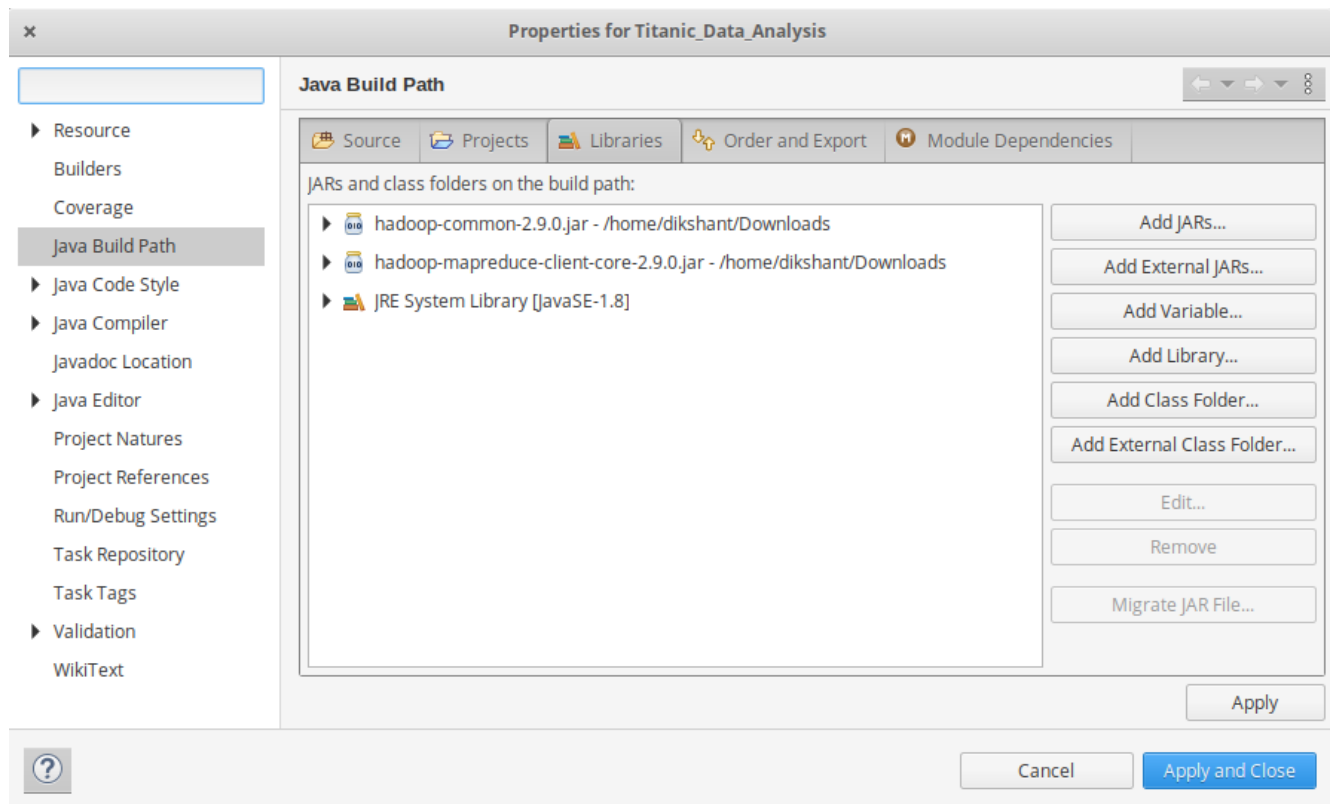 Properties for Titanic_Data_Analysis
Java Build Path
Resource
Builders
Coverage
Java Build Path
Java Code Style
Java Compiler
Javadoc Location
Java Editor
Project Natures
Project References
Run/Debug Settings
Task Repository
Task Tags
Validation
WikiText
Source Projects Libraries Order and Export Module Dependencies
JARs and class folders on the build path:
hadoop-common-2.9.0.jar - /home/dikshant/Downloads
hadoop-mapreduce-client-core-2.9.0.jar - /home/dikshant/Downloads
JRE System Library [JavaSE-1.8]
Add JARs...
Add External JARs...
Add Variable...
Add Library...
Add Class Folder...
Add External Class Folder...
Edit...
Remove
Migrate JAR File...
Apply
Cancel Apply and Close